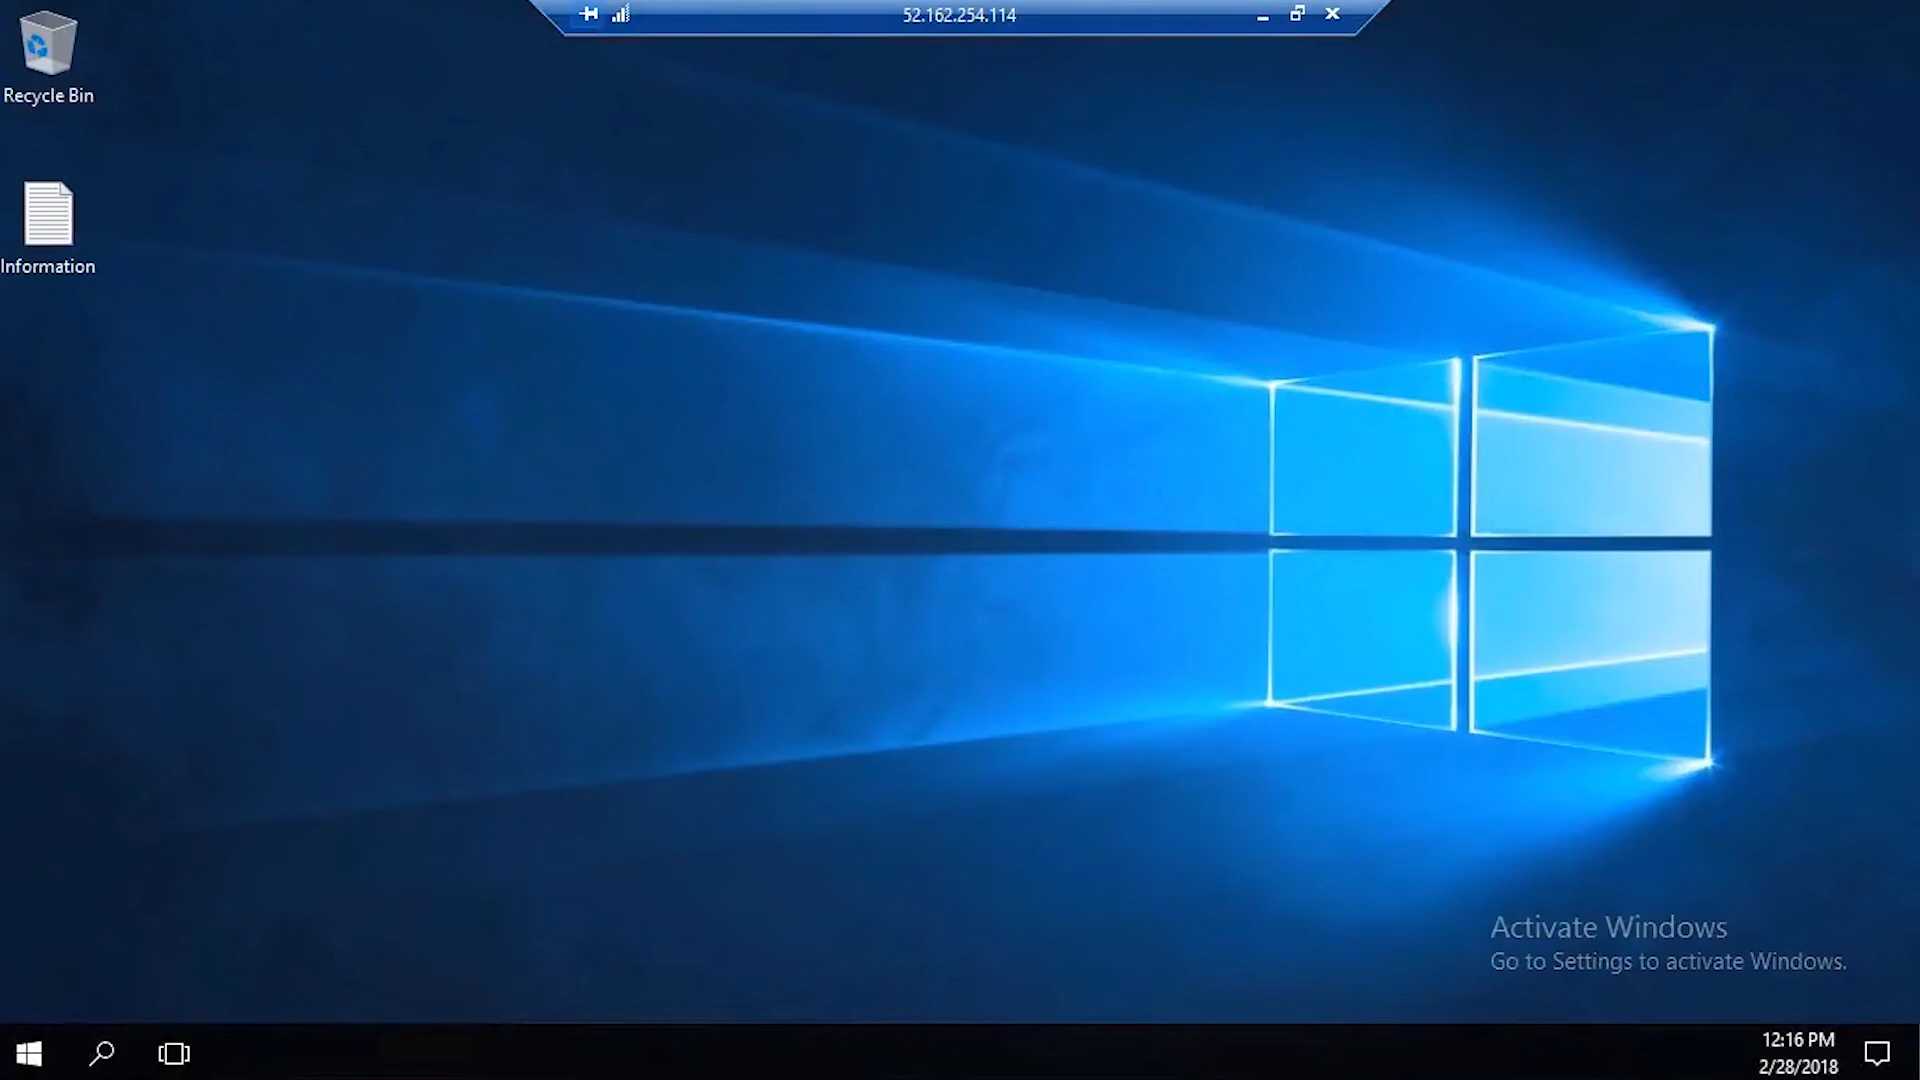 52.162.254.114
Recycle Bin
Information
Activate Windows
Go to Settings to activate Windows.
12:16 PM
2/28/2018